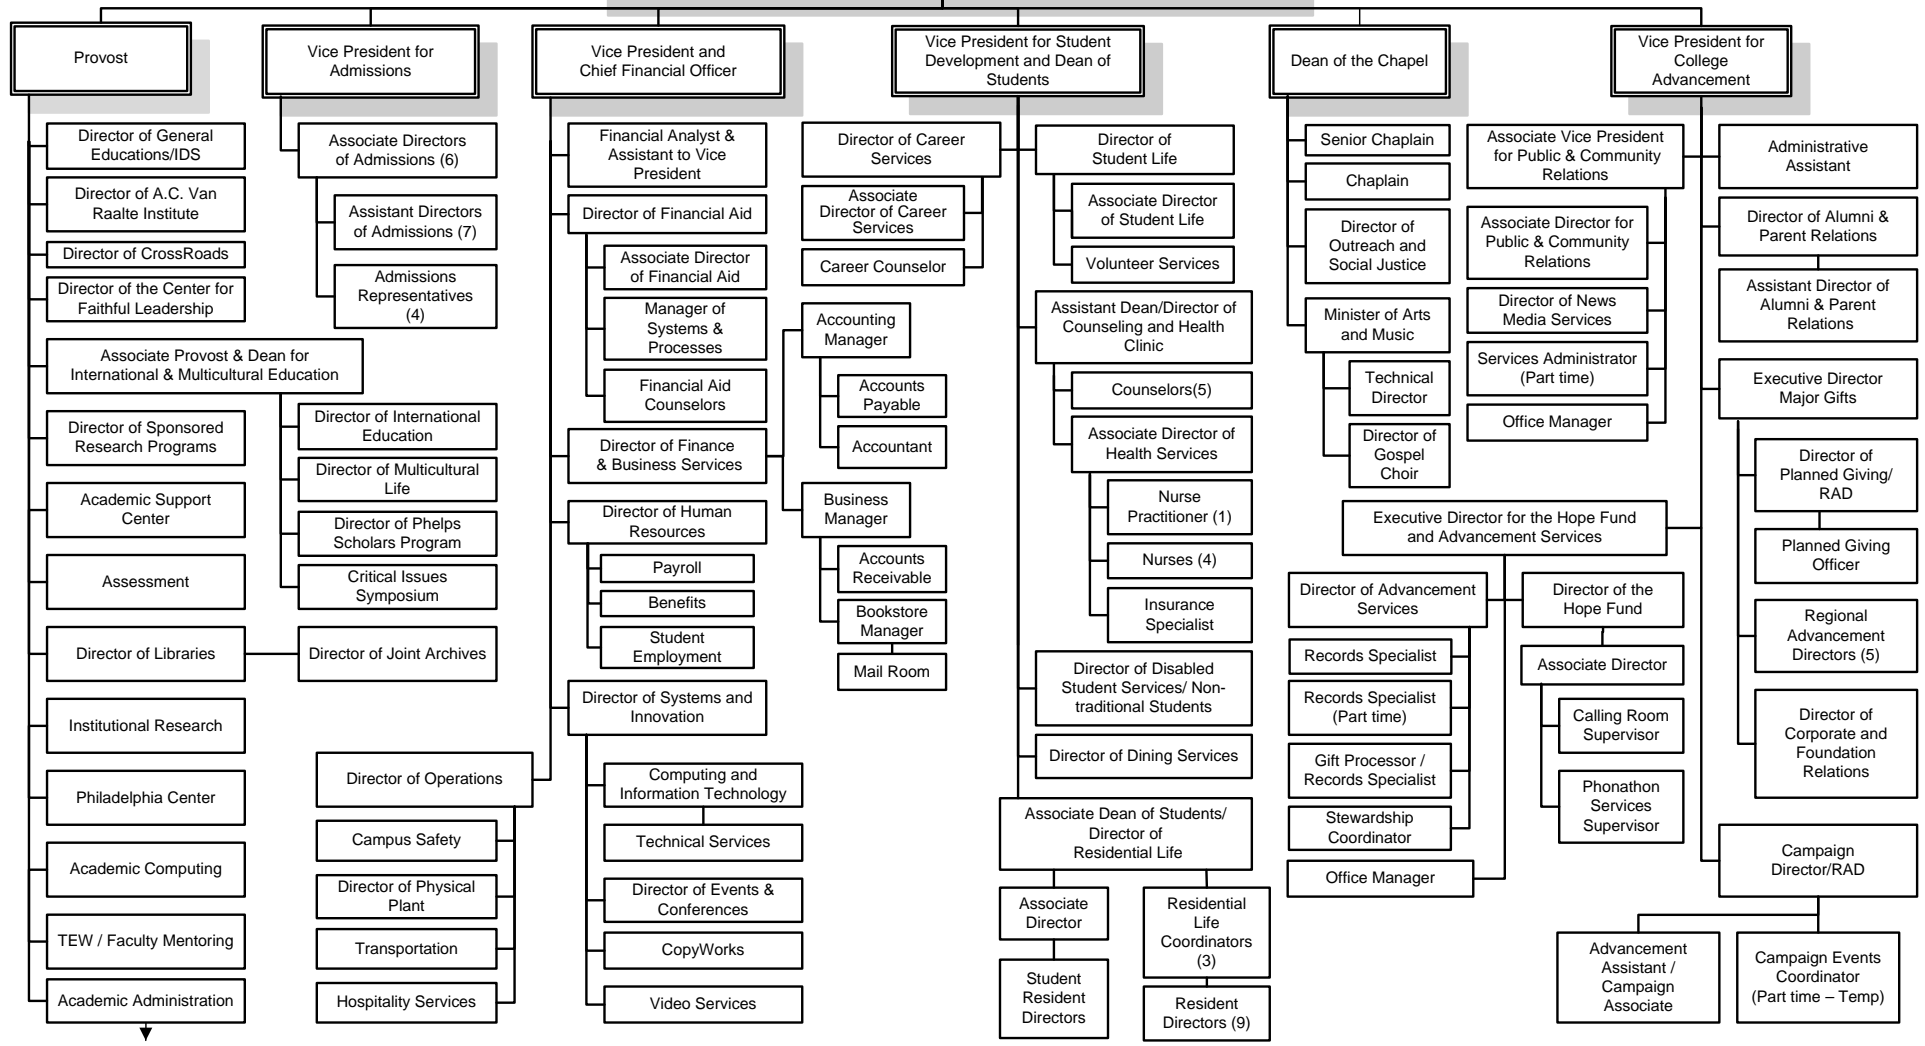 Provost
Vice President for
Admissions
Vice President and
Chief Financial Officer
Vice President for Student
Development and Dean of
Students
Dean of the Chapel
Vice President for
College
Advancement
Director of General
Educations/IDS
Director of A.C. Van
Raalte Institute
Director of CrossRoads
Director of the Center for
Faithful Leadership
Associate Provost & Dean for
International & Multicultural Education
Director of International
Education
Director of Multicultural
Life
Director of Phelps
Scholars Program
Critical Issues
Symposium
Director of Sponsored
Research Programs
Academic Support
Center
Assessment
Director of Libraries
Director of Joint Archives
Institutional Research
Philadelphia Center
Academic Computing
TEW / Faculty Mentoring
Academic Administration
Associate Directors
of Admissions (6)
Assistant Directors
of Admissions (7)
Admissions
Representatives
(4)
Financial Analyst &
Assistant to Vice
President
Director of Financial Aid
Associate Director
of Financial Aid
Manager of
Systems &
Processes
Financial Aid
Counselors
Director of Finance
& Business Services
Accounting
Manager
Accounts
Payable
Accountant
Business
Manager
Accounts
Receivable
Bookstore
Manager
Mail Room
Director of Human
Resources
Payroll
Benefits
Student
Employment
Director of Systems and
Innovation
Computing and
Information Technology
Technical Services
Director of Events &
Conferences
CopyWorks
Video Services
Director of Operations
Campus Safety
Director of Physical
Plant
Transportation
Hospitality Services
Director of Career
Services
Associate
Director of Career
Services
Career Counselor
Director of
Student Life
Associate Director
of Student Life
Volunteer Services
Assistant Dean/Director of
Counseling and Health
Clinic
Counselors(5)
Associate Director of
Health Services
Nurse
Practitioner (1)
Nurses (4)
Insurance
Specialist
Director of Disabled
Student Services/ Non-
traditional Students
Director of Dining Services
Associate Dean of Students/
Director of
Residential Life
Associate
Director
Student
Resident
Directors
Residential
Life
Coordinators
(3)
Resident
Directors (9)
Senior Chaplain
Chaplain
Director of
Outreach and
Social Justice
Minister of Arts
and Music
Technical
Director
Director of
Gospel
Choir
Associate Vice President
for Public & Community
Relations
Associate Director for
Public & Community
Relations
Director of News
Media Services
Services Administrator
(Part time)
Office Manager
Administrative
Assistant
Director of Alumni &
Parent Relations
Assistant Director of
Alumni & Parent
Relations
Executive Director
Major Gifts
Director of
Planned Giving/
RAD
Planned Giving
Officer
Regional
Advancement
Directors (5)
Director of
Corporate and
Foundation
Relations
Executive Director for the Hope Fund
and Advancement Services
Director of Advancement
Services
Records Specialist
Records Specialist
(Part time)
Gift Processor /
Records Specialist
Stewardship
Coordinator
Office Manager
Director of the
Hope Fund
Associate Director
Calling Room
Supervisor
Phonathon
Services
Supervisor
Campaign
Director/RAD
Advancement
Assistant /
Campaign
Associate
Campaign Events
Coordinator
(Part time – Temp)